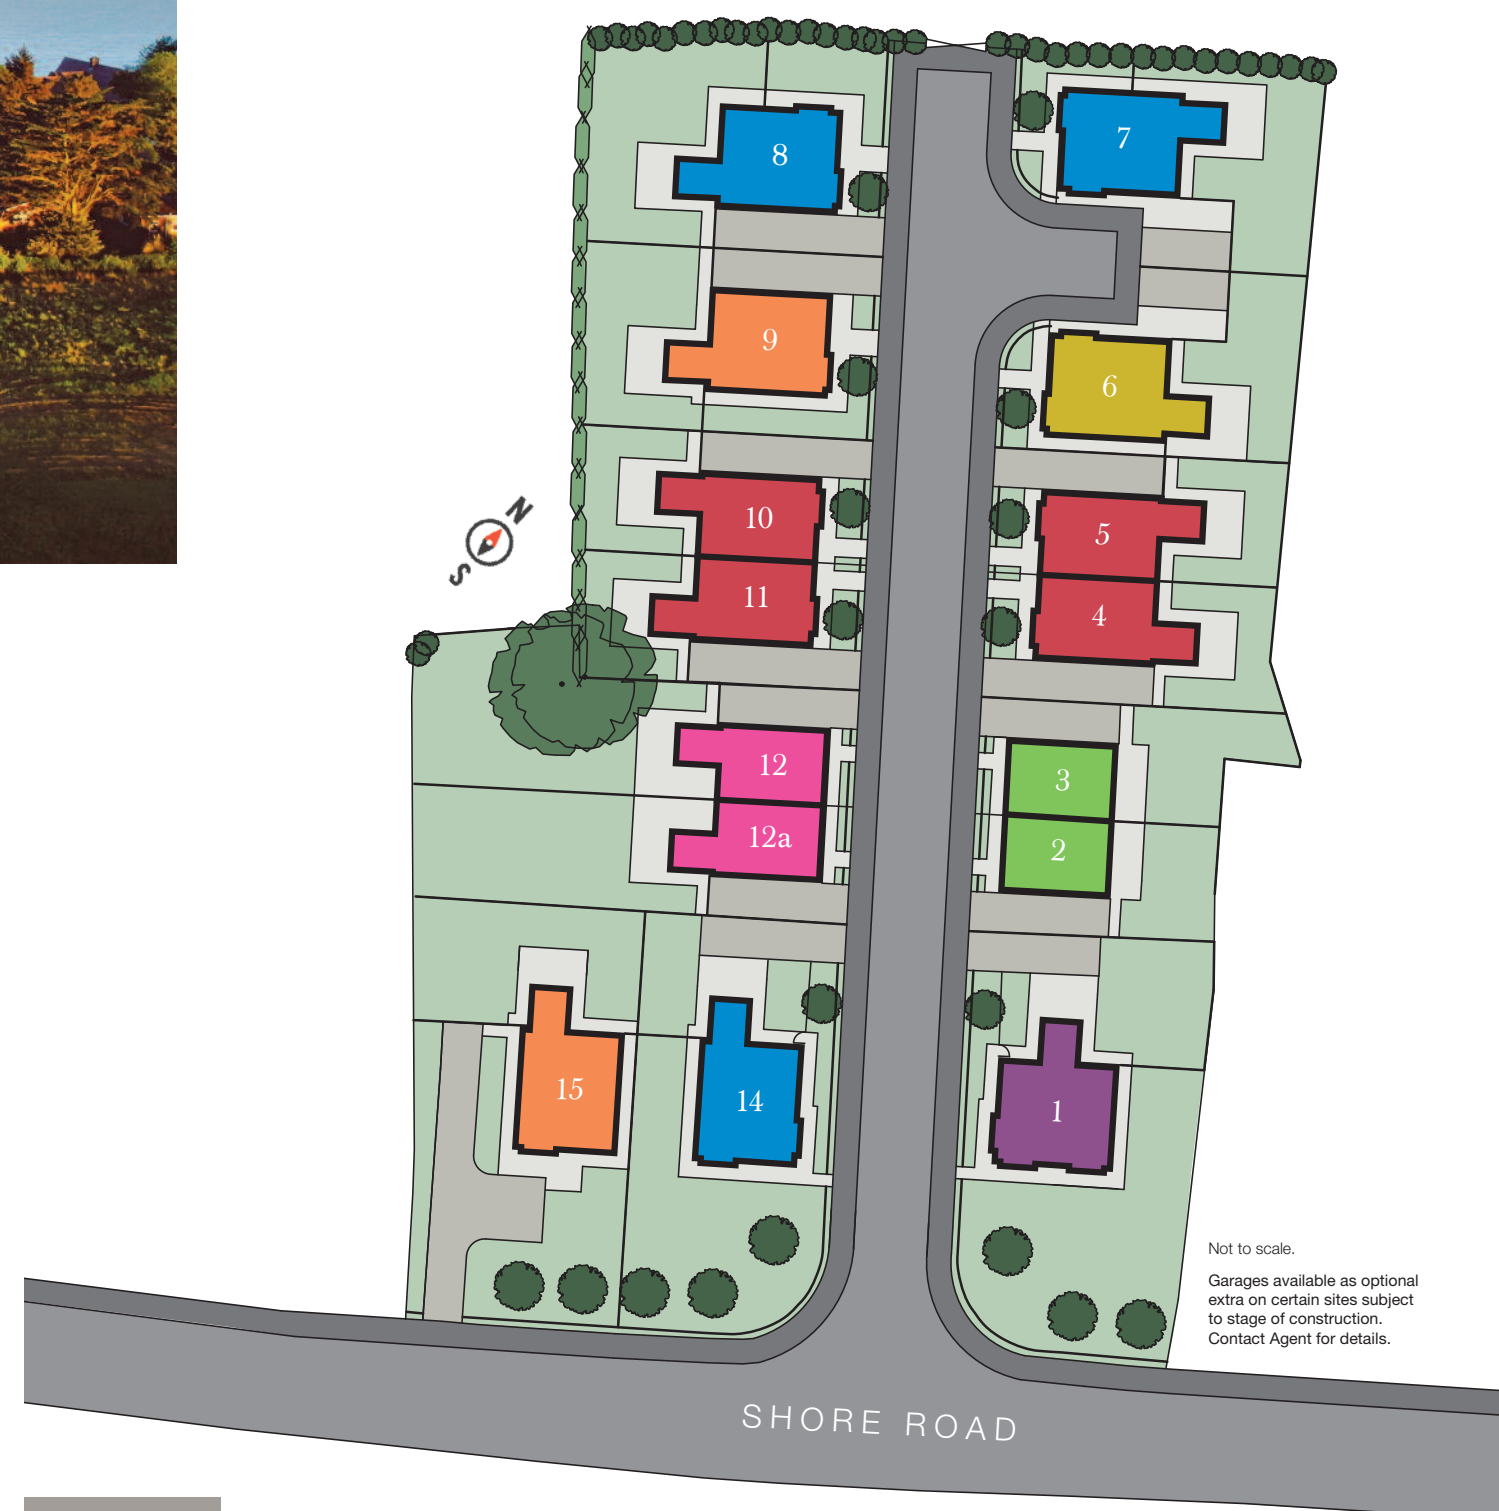 8
7
9
6
N
S
10
5
11
4
12
3
12a
2
15
14
1
Not to scale.
Garages available as optional
extra on certain sites subject
to stage of construction.
Contact Agent for details.
SHORE ROAD